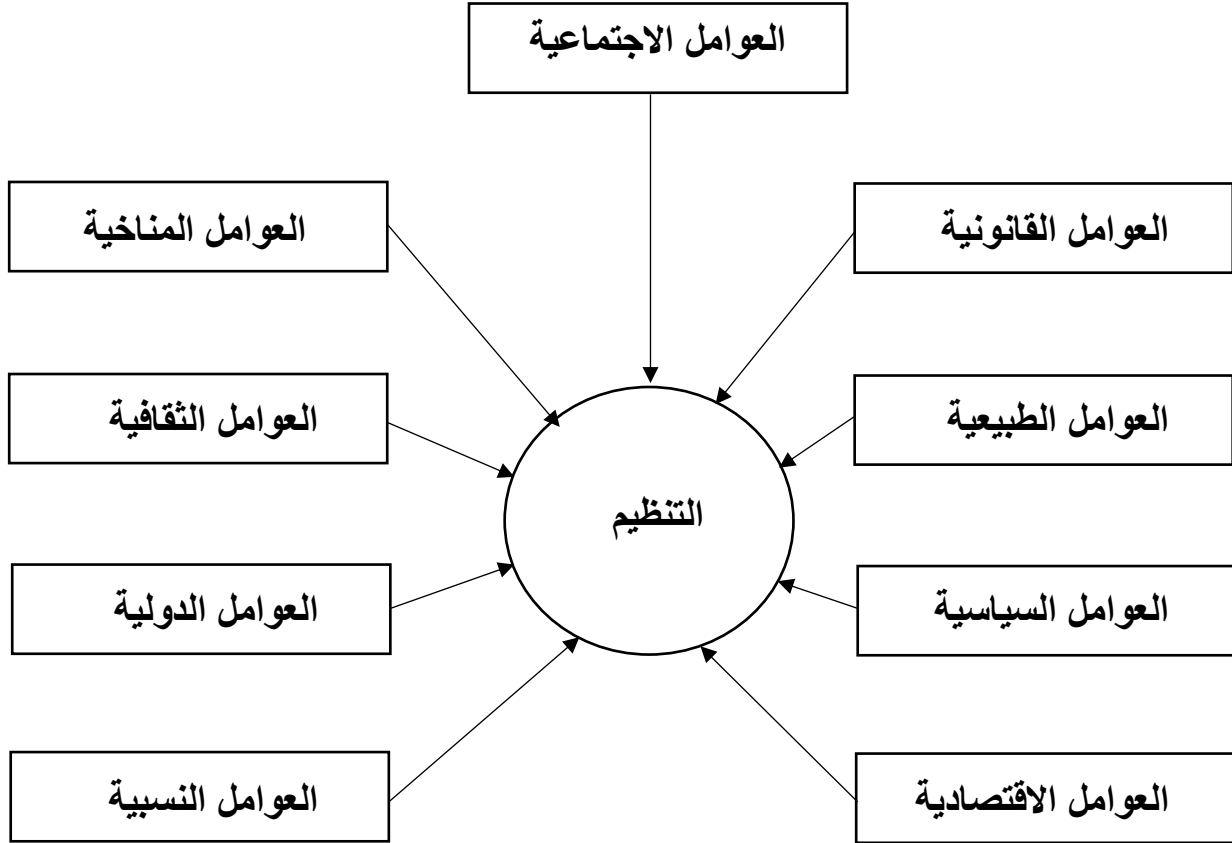 العوامل الاجتماعية
العوامل القانونية
العوامل المناخية
العوامل الطبيعية
العوامل الثقافية
التنظيم
العوامل السياسية
العوامل الدولية
العوامل الاقتصادية
العوامل النسبية